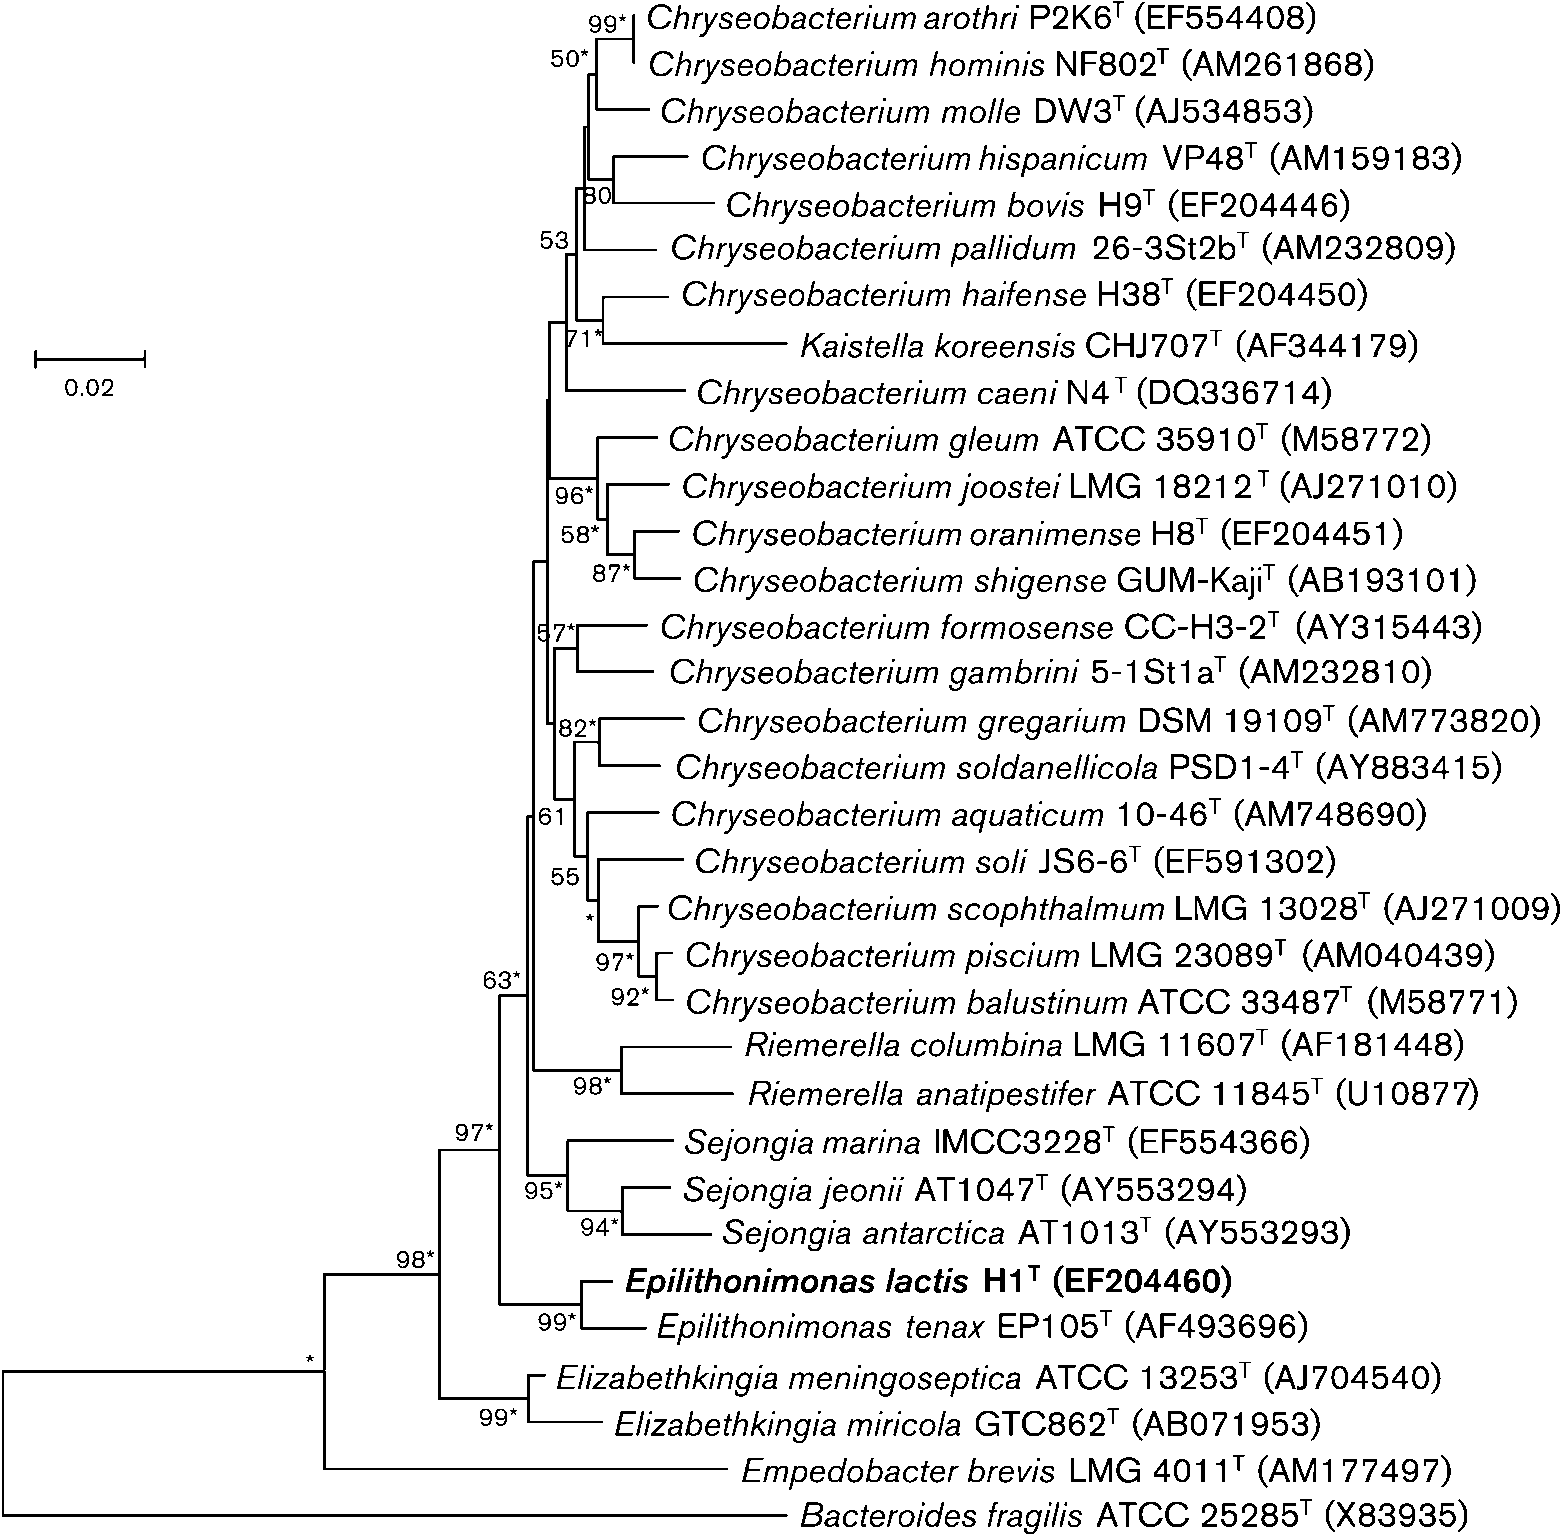 99* Chryseobacterium arothri P2K6T (EF554408)
50*
Chryseobacterium hominis NF802T (AM261868)
Chryseobacterium molle DW3T (AJ534853)
Chryseobacterium hispanicum VP48T (AM159183)
80
Chryseobacterium bovis H9T (EF204446)
53
Chryseobacterium pallidum 26-3St2bT (AM232809)
Chryseobacterium haifense H38T (EF204450)
71*
Kaistella koreensis CHJ707T (AF344179)
0.02
Chryseobacterium caeni N4T (DQ336714)
Chryseobacterium gleum ATCC 35910T (M58772)
96*
Chryseobacterium joostei LMG 18212T (AJ271010)
58*
Chryseobacterium oranimense H8T (EF204451)
87*
Chryseobacterium shigense GUM-KajiT (AB193101)
57*
Chryseobacterium formosense CC-H3-2T (AY315443)
Chryseobacterium gambrini 5-1St1aT (AM232810)
82*
Chryseobacterium gregarium DSM 19109T (AM773820)
Chryseobacterium soldanellicola PSD1-4T (AY883415)
61
Chryseobacterium aquaticum 10-46T (AM748690)
55
Chryseobacterium soli JS6-6T (EF591302)
*
Chryseobacterium scophthalmum LMG 13028T (AJ271009)
97*
Chryseobacterium piscium LMG 23089T (AM040439)
92*
Chryseobacterium balustinum ATCC 33487T (M58771)
63*
Riemerella columbina LMG 11607T (AF181448)
98*
Riemerella anatipestifer ATCC 11845T (U10877)
97*
Sejongia marina IMCC3228T (EF554366)
95*
Sejongia jeonii AT1047T (AY553294)
94*
Sejongia antarctica AT1013T (AY553293)
98*
Epilithonimonas lactis H1T (EF204460)
99*
Epilithonimonas tenax EP105T (AF493696)
*
Elizabethkingia meningoseptica ATCC 13253T (AJ704540)
99*
Elizabethkingia miricola GTC862T (AB071953)
Empedobacter brevis LMG 4011T (AM177497)
Bacteroides fragilis ATCC 25285T (X83935)